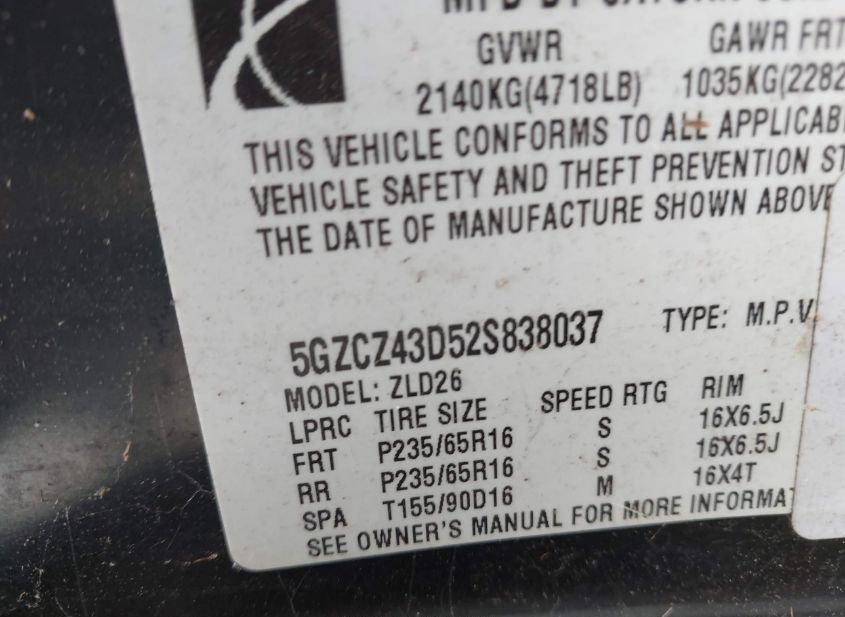 GVWR GAWR FRT
2140KG(4718LB) 1035KG(2282
THIS VEHICLE CONFORMS TO ALL APPLICAB
VEHICLE SAFETY AND THEFT PREVENTION ST
THE DATE OF MANUFACTURE SHOWN ABOVE
5GZCZ43D52S838037 TYPE: M.P.V
MODEL: ZLD26
LPRC TIRE SIZE SPEED RTG RIM
FRT P235/65R16 S 16X6.5J
RR P235/65R16 S 16X6.5J
SPA T155/90D16 M 16X4T
SEE OWNER'S MANUAL FOR MORE INFORMAT